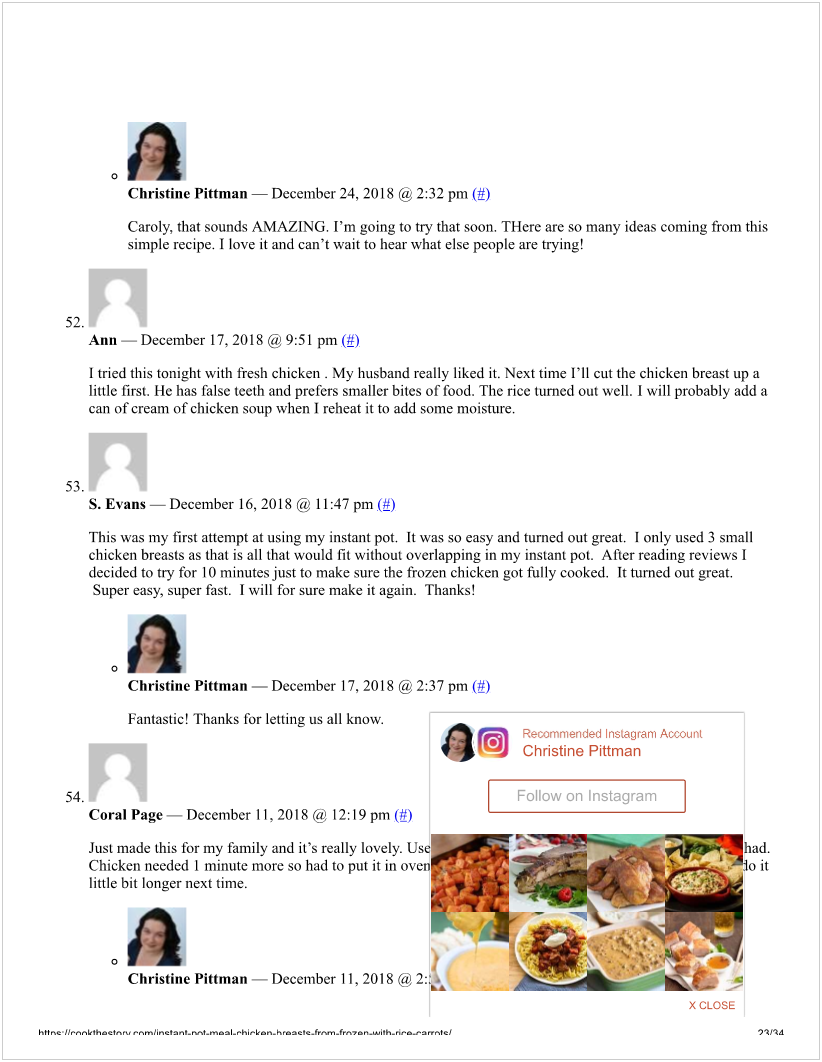 Christine Pittman — December 24, 2018 @ 2:32 pm (#)
Caroly, that sounds AMAZING. I’m going to try that soon. THere are so many ideas coming from this
simple recipe. I love it and can’t wait to hear what else people are trying!
52.
Ann — December 17, 2018 @ 9:51 pm (#)
I tried this tonight with fresh chicken . My husband really liked it. Next time I’ll cut the chicken breast up a
little first. He has false teeth and prefers smaller bites of food. The rice turned out well. I will probably add a
can of cream of chicken soup when I reheat it to add some moisture.
53.
S. Evans — December 16, 2018 @ 11:47 pm (#)
This was my first attempt at using my instant pot.  It was so easy and turned out great.  I only used 3 small
chicken breasts as that is all that would fit without overlapping in my instant pot.  After reading reviews I
decided to try for 10 minutes just to make sure the frozen chicken got fully cooked.  It turned out great.
Super easy, super fast.  I will for sure make it again.  Thanks!
Christine Pittman — December 17, 2018 @ 2:37 pm (#)
Fantastic! Thanks for letting us all know.
54.
Coral Page — December 11, 2018 @ 12:19 pm (#)
Just made this for my family and it’s really lovely. Use had.
Chicken needed 1 minute more so had to put it in oven do it
little bit longer next time.
Christine Pittman — December 11, 2018 @ 2:
Recommended Instagram Account
Christine Pittman
Follow on Instagram
X CLOSE
https://cookthestory.com/instant-pot-meal-chicken-breasts-from-frozen-with-rice-carrots/ 23/34